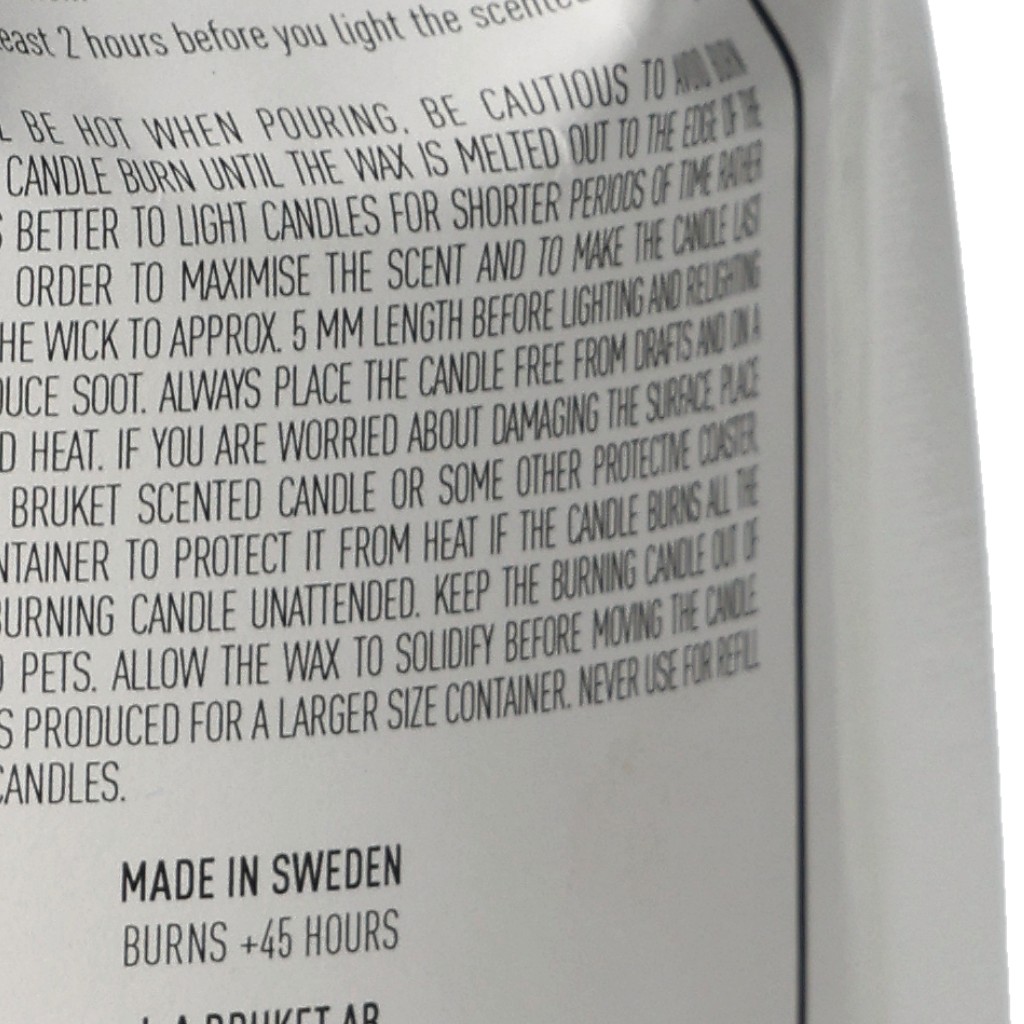 east 2 hours before you light the scented
BE HOT WHEN POURING. BE CAUTIOUS TO AVOID BURN
CANDLE BURN UNTIL THE WAX IS MELTED OUT TO THE EDGE OF THE
BETTER TO LIGHT CANDLES FOR SHORTER PERIODS OF TIME RATHER
ORDER TO MAXIMISE THE SCENT AND TO MAKE THE CANDLE LAST
HE WICK TO APPROX. 5 MM LENGTH BEFORE LIGHTING AND RELIGHTING
DUCE SOOT. ALWAYS PLACE THE CANDLE FREE FROM DRAFTS AND ON A
D HEAT. IF YOU ARE WORRIED ABOUT DAMAGING THE SURFACE, PLACE
BRUKET SCENTED CANDLE OR SOME OTHER PROTECTIVE COASTER
NTAINER TO PROTECT IT FROM HEAT IF THE CANDLE BURNS ALL THE
BURNING CANDLE UNATTENDED. KEEP THE BURNING CANDLE OUT OF
PETS. ALLOW THE WAX TO SOLIDIFY BEFORE MOVING THE CANDLE.
S PRODUCED FOR A LARGER SIZE CONTAINER. NEVER USE FOR REFILL
CANDLES.
MADE IN SWEDEN
BURNS +45 HOURS
L:A BRUKET AB